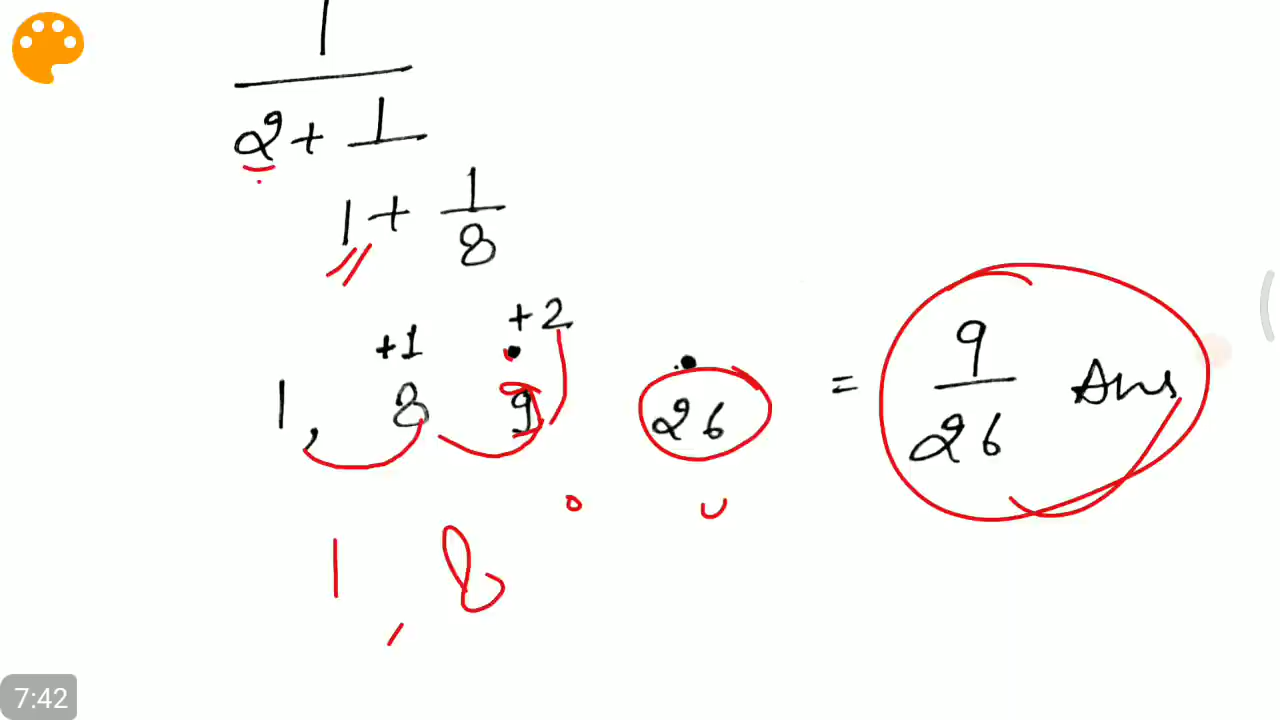 1
2 + 1
1 + 1
8
+1 +2
1, 8 9 26 = 9/26 Ans
1, 8
7:42